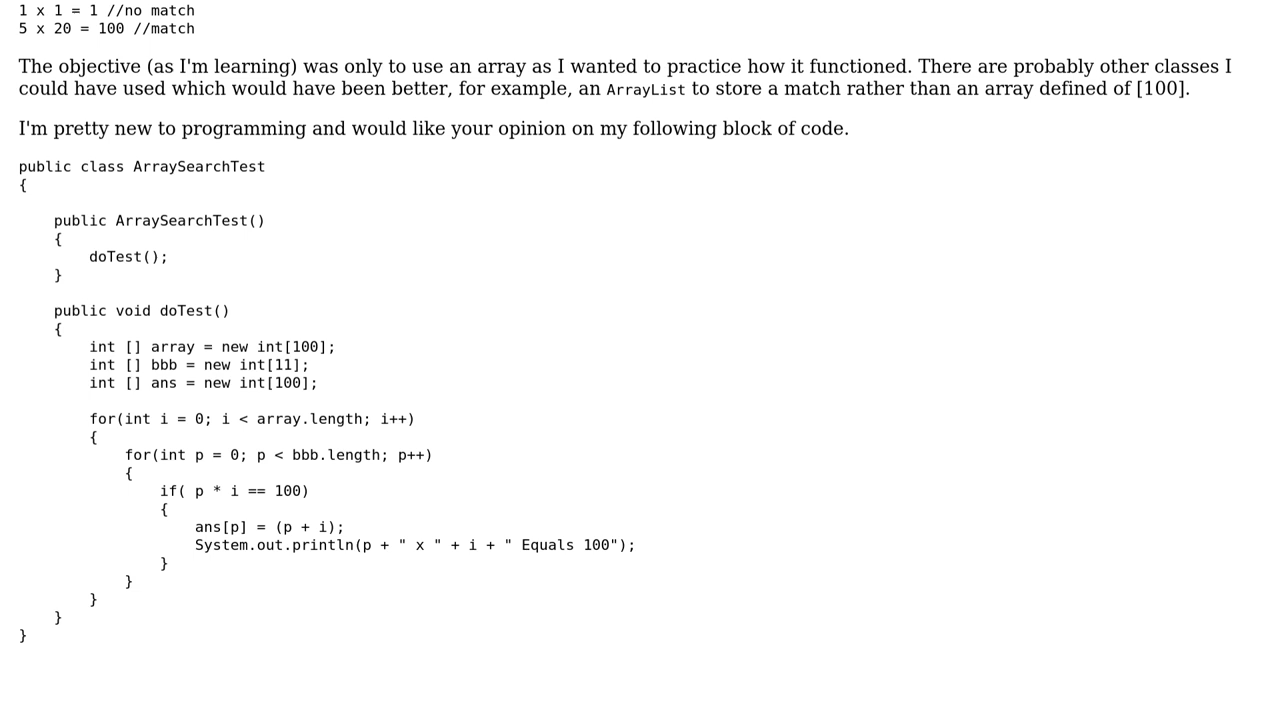 1 x 1 = 1 //no match
5 x 20 = 100 //match
The objective (as I'm learning) was only to use an array as I wanted to practice how it functioned. There are probably other classes I
could have used which would have been better, for example, an ArrayList to store a match rather than an array defined of [100].
I'm pretty new to programming and would like your opinion on my following block of code.
public class ArraySearchTest
{
    public ArraySearchTest()
    {
        doTest();
    }
    public void doTest()
    {
        int [] array = new int[100];
        int [] bbb = new int[11];
        int [] ans = new int[100];
        for(int i = 0; i < array.length; i++)
        {
            for(int p = 0; p < bbb.length; p++)
            {
                if( p * i == 100)
                {
                    ans[p] = (p + i);
                    System.out.println(p + " x " + i + " Equals 100");
                }
            }
        }
    }
}